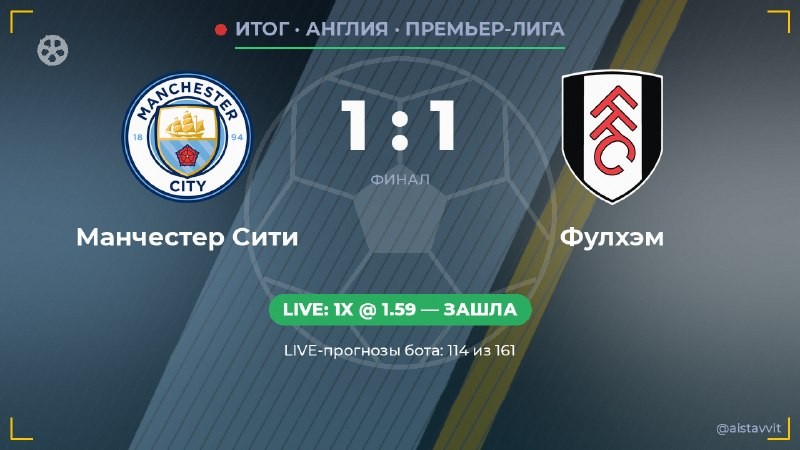 ИТОГ · АНГЛИЯ · ПРЕМЬЕР-ЛИГА
MANCHESTER
18 94
CITY
1 : 1
ФИНАЛ
FFC
Манчестер Сити
Фулхэм
LIVE: 1X @ 1.59 — ЗАШЛА
LIVE-прогнозы бота: 114 из 161
@aistavvit